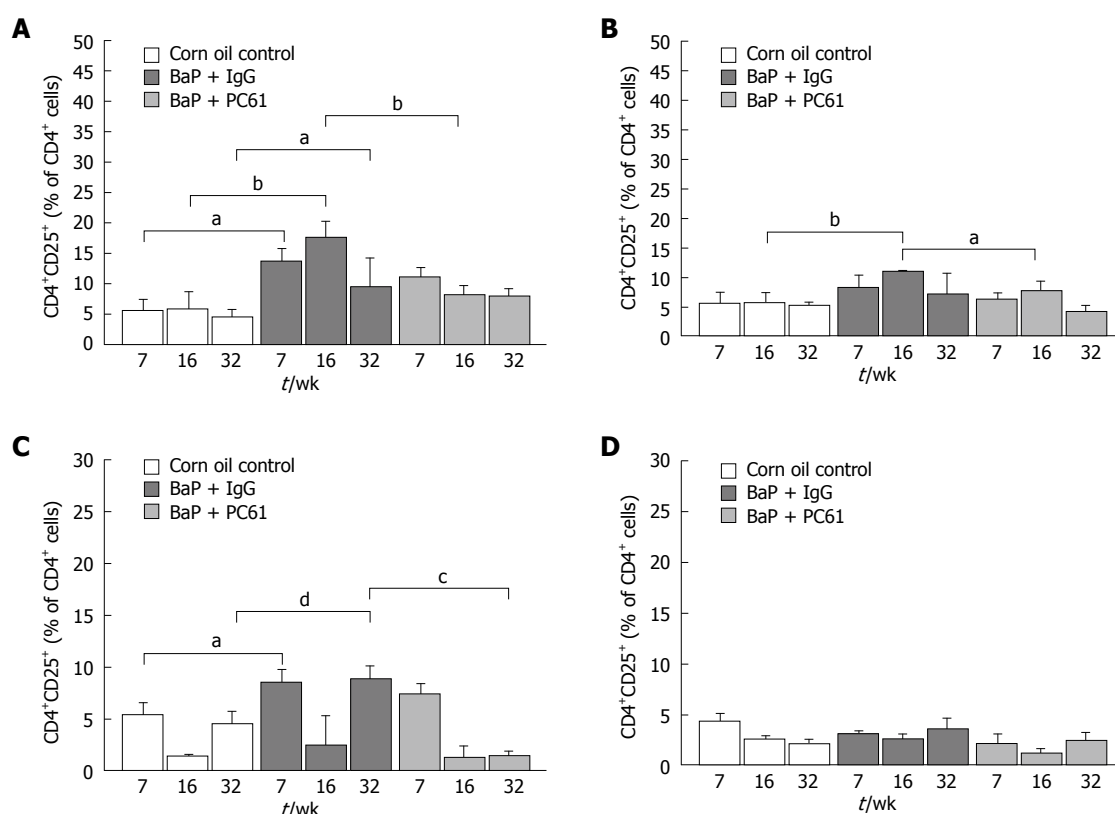 A
CD4⁺CD25⁺ (% of CD4⁺ cells)
50
45
40
35
30
25
20
15
10
5
0
Corn oil control
BaP + IgG
BaP + PC61
b
a
b
a
7 16 32 7 16 32 7 16 32
t/wk
B
CD4⁺CD25⁺ (% of CD4⁺ cells)
50
45
40
35
30
25
20
15
10
5
0
Corn oil control
BaP + IgG
BaP + PC61
b
a
7 16 32 7 16 32 7 16 32
t/wk
C
CD4⁺CD25⁺ (% of CD4⁺ cells)
30
25
20
15
10
5
0
Corn oil control
BaP + IgG
BaP + PC61
c
d
a
7 16 32 7 16 32 7 16 32
t/wk
D
CD4⁺CD25⁺ (% of CD4⁺ cells)
30
25
20
15
10
5
0
Corn oil control
BaP + IgG
BaP + PC61
7 16 32 7 16 32 7 16 32
t/wk